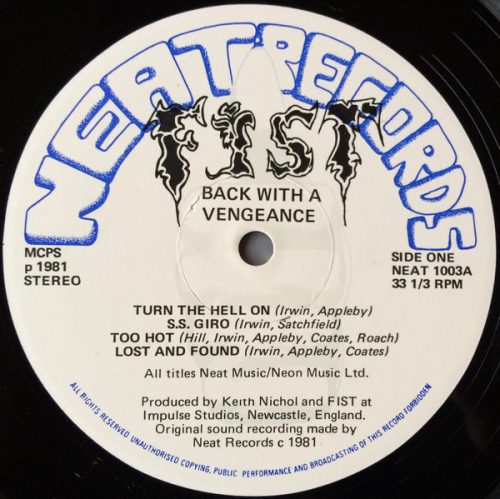 NEAT RECORDS
FIST
BACK WITH A
VENGEANCE
MCPS
p 1981
STEREO
SIDE ONE
NEAT 1003A
33 1/3 RPM
TURN THE HELL ON (Irwin, Appleby)
S.S. GIRO (Irwin, Satchfield)
TOO HOT (Hill, Irwin, Appleby, Coates, Roach)
LOST AND FOUND (Irwin, Appleby, Coates)
All titles Neat Music/Neon Music Ltd.
Produced by Keith Nichol and FIST at
Impulse Studios, Newcastle, England.
Original sound recording made by
Neat Records c 1981
ALL RIGHTS RESERVED UNAUTHORISED COPYING, PUBLIC PERFORMANCE AND BROADCASTING OF THIS RECORD FORBIDDEN